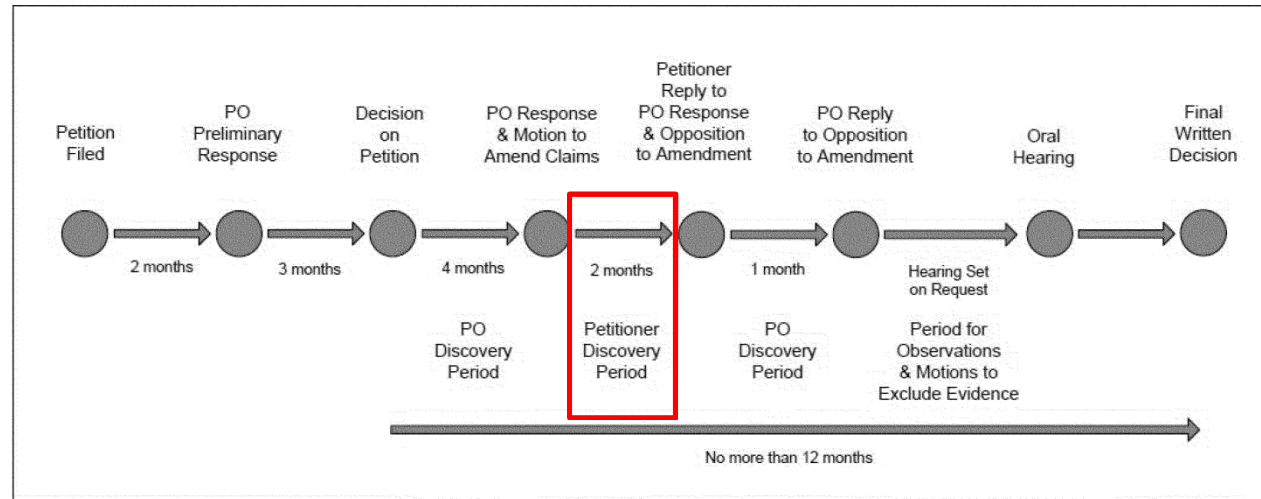 Petition
Filed
PO
Preliminary
Response
Decision
on
Petition
PO Response
& Motion to
Amend Claims
Petitioner
Reply to
PO Response
& Opposition
to Amendment
PO Reply
to Opposition
to Amendment
Oral
Hearing
Final
Written
Decision
2 months
3 months
4 months
2 months
1 month
Hearing Set
on Request
PO
Discovery
Period
Petitioner
Discovery
Period
PO
Discovery
Period
Period for
Observations
& Motions to
Exclude Evidence
No more than 12 months